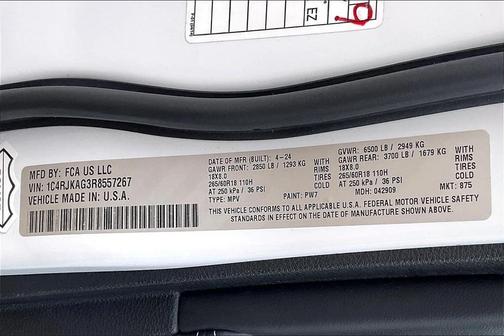 EZ
9
MFD BY: FCA US LLC
VIN: 1C4RJKAG3R8557267
VEHICLE MADE IN: U.S.A.
DATE OF MFR (BUILT): 4-24
GAWR FRONT: 2850 LB / 1293 KG
18X8.0
265/60R18 110H
AT 250 kPa / 36 PSI
TYPE: MPV
WITH
RIMS
TIRES
COLD
PAINT: PW7
GVWR: 6500 LB / 2949 KG
GAWR REAR: 3700 LB / 1679 KG
18X8.0
265/60R18 110H
AT 250 kPa / 36 PSI
MDH: 042909
WITH
RIMS
TIRES
COLD
MKT: 875
THIS VEHICLE CONFORMS TO ALL APPLICABLE U.S.A. FEDERAL MOTOR VEHICLE SAFETY
STANDARDS IN EFFECT ON THE DATE OF MANUFACTURE SHOWN ABOVE.